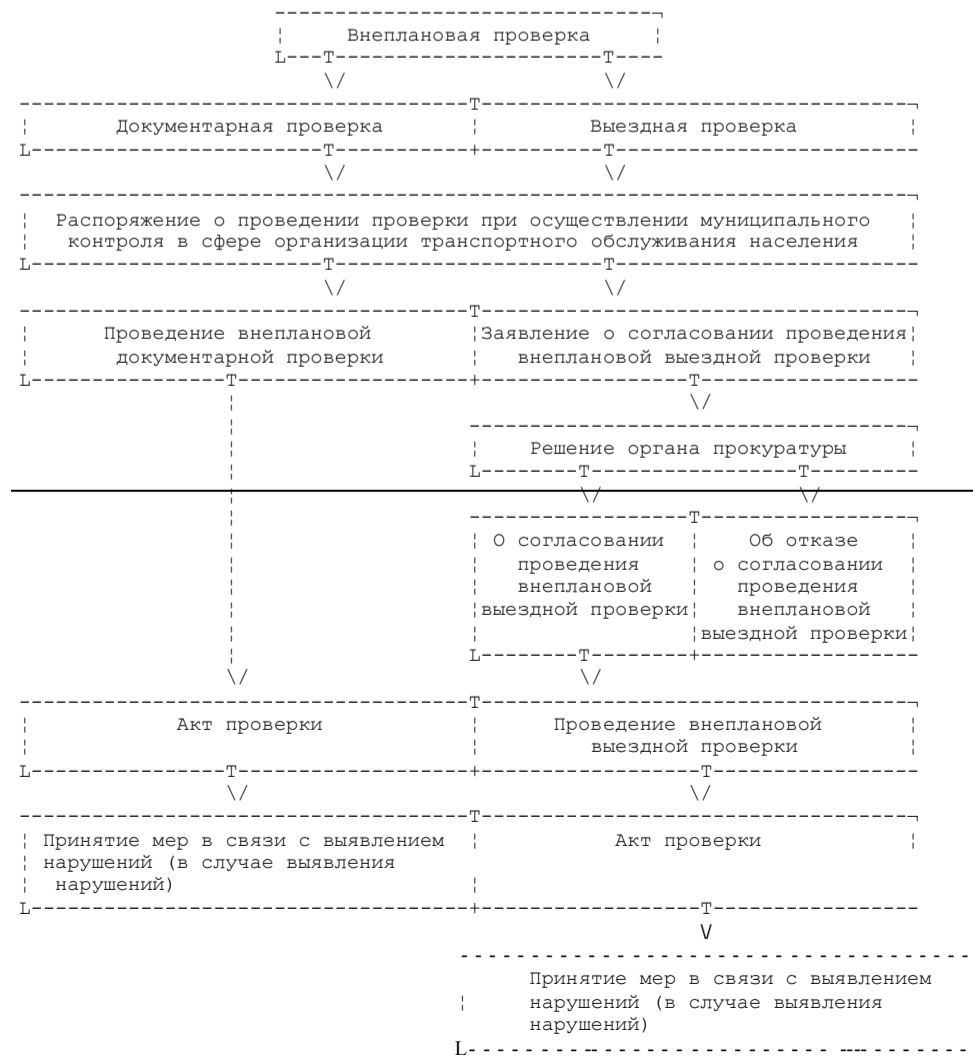 Внеплановая проверка
Документарная проверка Выездная проверка
Распоряжение о проведении проверки при осуществлении муниципального
контроля в сфере организации транспортного обслуживания населения
Проведение внеплановой
документарной проверки
Заявление о согласовании проведения
внеплановой выездной проверки
Решение органа прокуратуры
О согласовании
проведения
внеплановой
выездной проверки
Об отказе
о согласовании
проведения
внеплановой
выездной проверки
Акт проверки
Проведение внеплановой
выездной проверки
Принятие мер в связи с выявлением
нарушений (в случае выявления
нарушений)
Акт проверки
Принятие мер в связи с выявлением
нарушений (в случае выявления
нарушений)